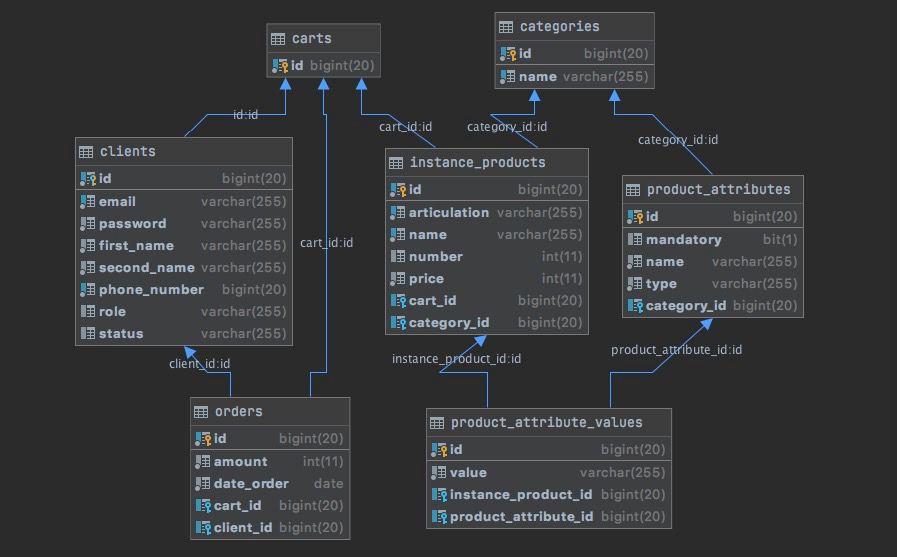 carts
id bigint(20)
categories
id bigint(20)
name varchar(255)
id:id
cart_id:id
category_id:id
category_id:id
clients
id bigint(20)
email varchar(255)
password varchar(255)
first_name varchar(255)
second_name varchar(255)
phone_number bigint(20)
role varchar(255)
status varchar(255)
instance_products
id bigint(20)
articulation varchar(255)
name varchar(255)
number int(11)
price int(11)
cart_id bigint(20)
category_id bigint(20)
product_attributes
id bigint(20)
mandatory bit(1)
name varchar(255)
type varchar(255)
category_id bigint(20)
cart_id:id
client_id:id
instance_product_id:id
product_attribute_id:id
orders
id bigint(20)
amount int(11)
date_order date
cart_id bigint(20)
client_id bigint(20)
product_attribute_values
id bigint(20)
value varchar(255)
instance_product_id bigint(20)
product_attribute_id bigint(20)